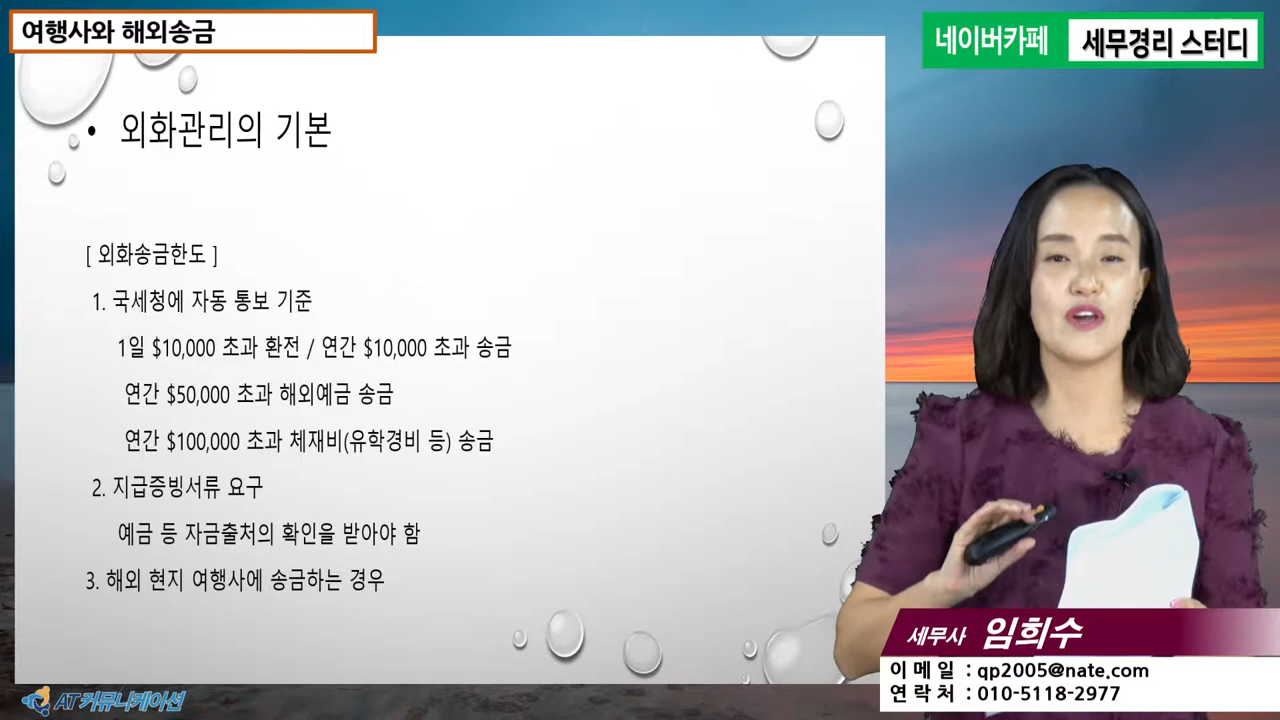 여행사와 해외송금
네이버카페 세무경리 스터디
• 외화관리의 기본
[ 외화송금한도 ]
1. 국세청에 자동 통보 기준
1일 $10,000 초과 환전 / 연간 $10,000 초과 송금
연간 $50,000 초과 해외예금 송금
연간 $100,000 초과 체재비(유학경비 등) 송금
2. 지급증빙서류 요구
예금 등 자금출처의 확인을 받아야 함
3. 해외 현지 여행사에 송금하는 경우
세무사 임희수
이 메 일 : qp2005@nate.com
연 락 처 : 010-5118-2977
AT커뮤니케이션